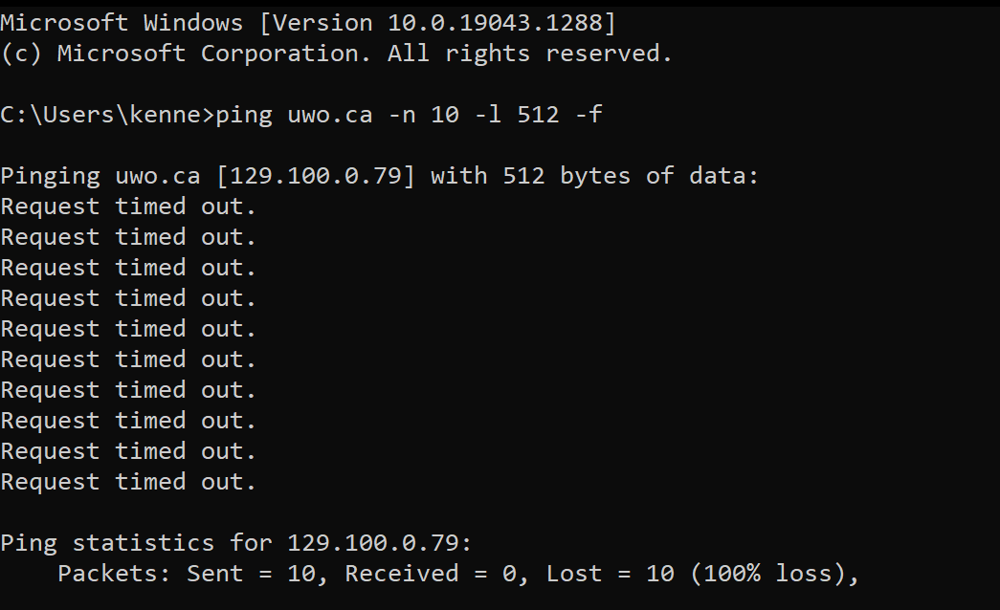 Microsoft Windows [Version 10.0.19043.1288]
(c) Microsoft Corporation. All rights reserved.
C:\Users\kenne>ping uwo.ca -n 10 -l 512 -f
Pinging uwo.ca [129.100.0.79] with 512 bytes of data:
Request timed out.
Request timed out.
Request timed out.
Request timed out.
Request timed out.
Request timed out.
Request timed out.
Request timed out.
Request timed out.
Request timed out.
Ping statistics for 129.100.0.79:
    Packets: Sent = 10, Received = 0, Lost = 10 (100% loss),